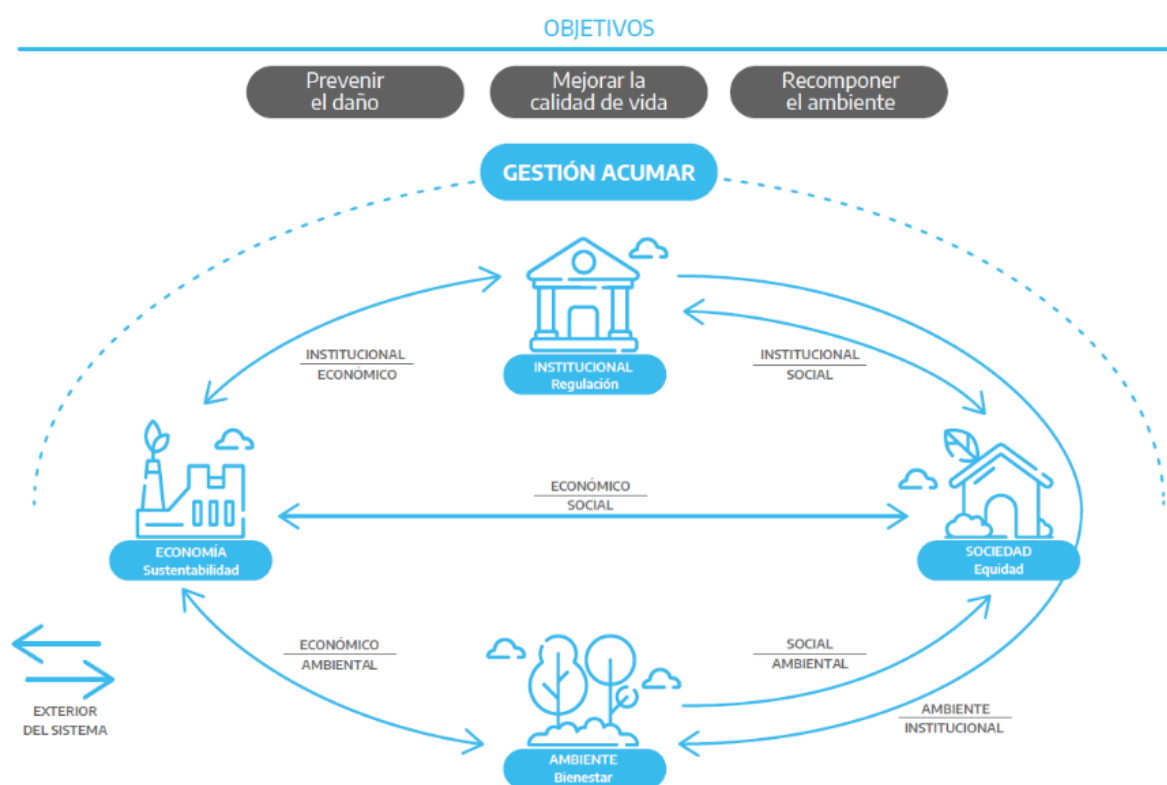 OBJETIVOS
Prevenir
el daño
Mejorar la
calidad de vida
Recomponer
el ambiente
GESTIÓN ACUMAR
INSTITUCIONAL
ECONÓMICO
INSTITUCIONAL
Regulación
INSTITUCIONAL
SOCIAL
ECONÓMICO
SOCIAL
ECONOMÍA
Sustentabilidad
SOCIEDAD
Equidad
ECONÓMICO
AMBIENTAL
SOCIAL
AMBIENTAL
EXTERIOR
DEL SISTEMA
AMBIENTE
INSTITUCIONAL
AMBIENTE
Bienestar